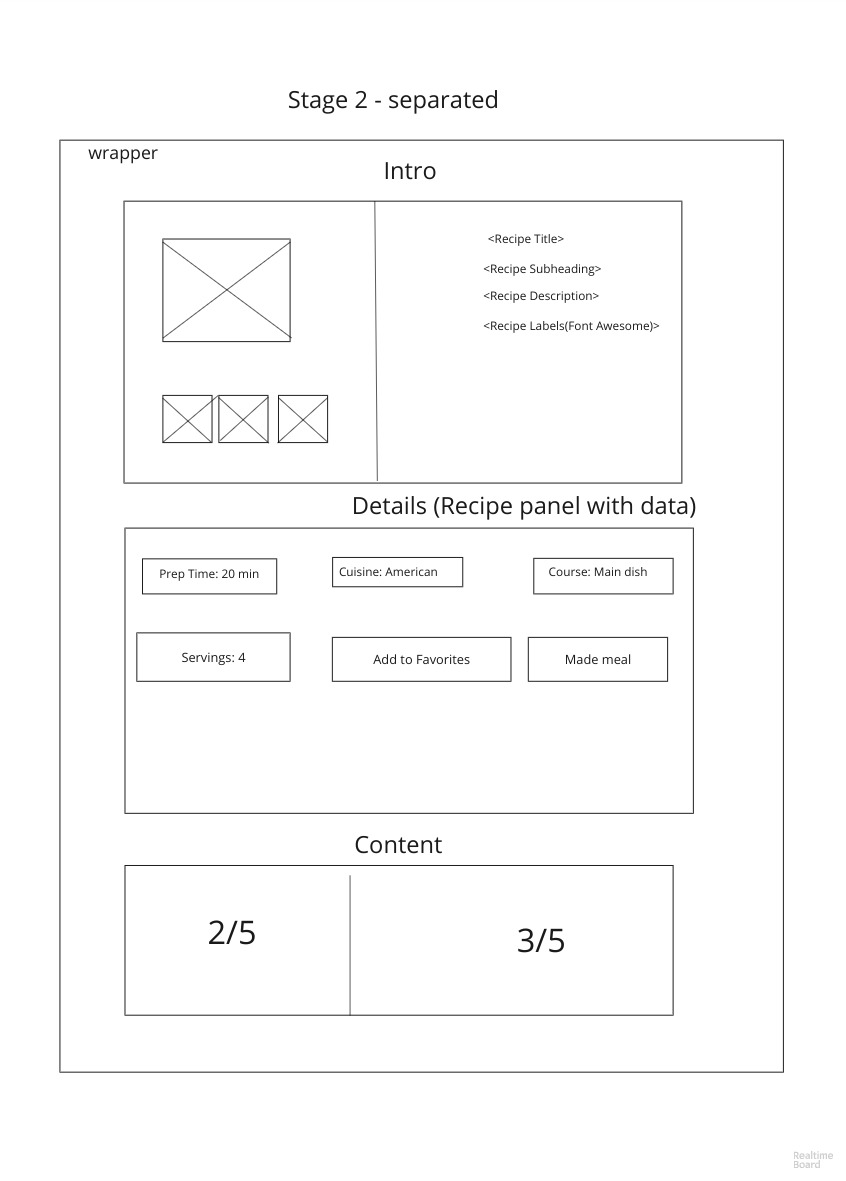 Stage 2 - separated
wrapper
Intro
<Recipe Title>
<Recipe Subheading>
<Recipe Description>
<Recipe Labels(Font Awesome)>
Details (Recipe panel with data)
Prep Time: 20 min
Cuisine: American
Course: Main dish
Servings: 4
Add to Favorites
Made meal
Content
2/5
3/5
Realtime
Board